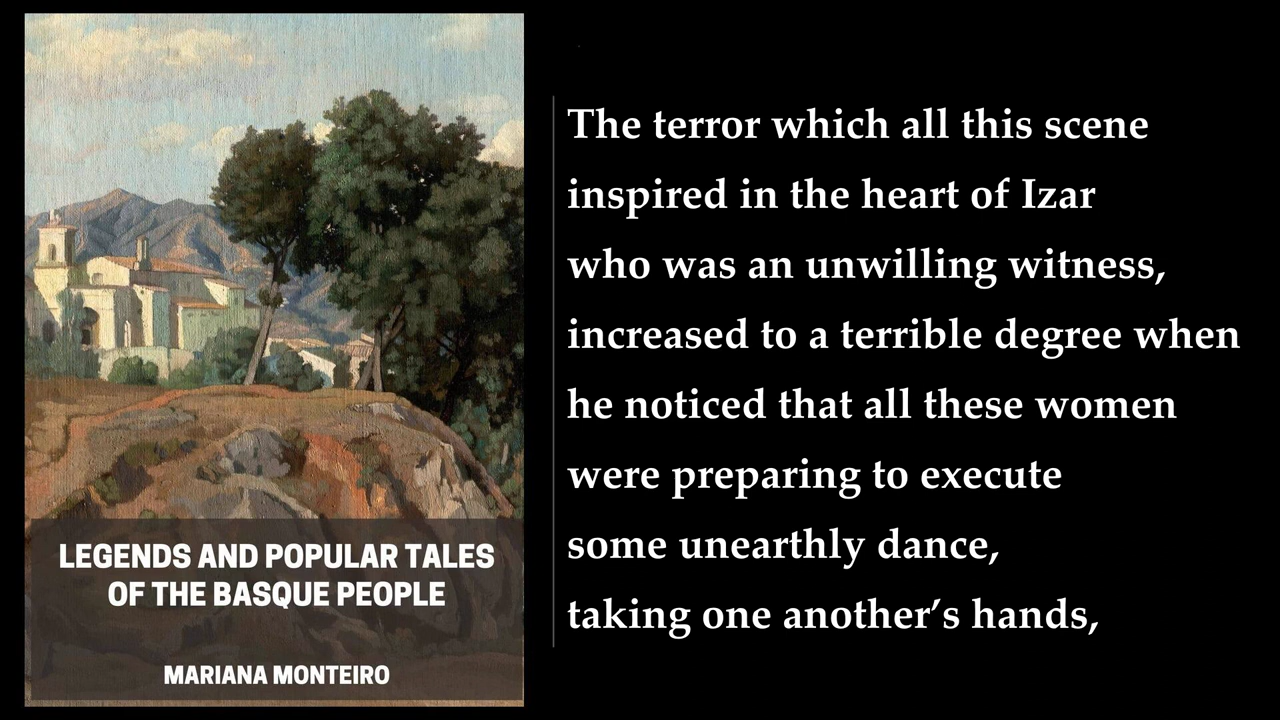 LEGENDS AND POPULAR TALES
OF THE BASQUE PEOPLE
MARIANA MONTEIRO
The terror which all this scene
inspired in the heart of Izar
who was an unwilling witness,
increased to a terrible degree when
he noticed that all these women
were preparing to execute
some unearthly dance,
taking one another’s hands,